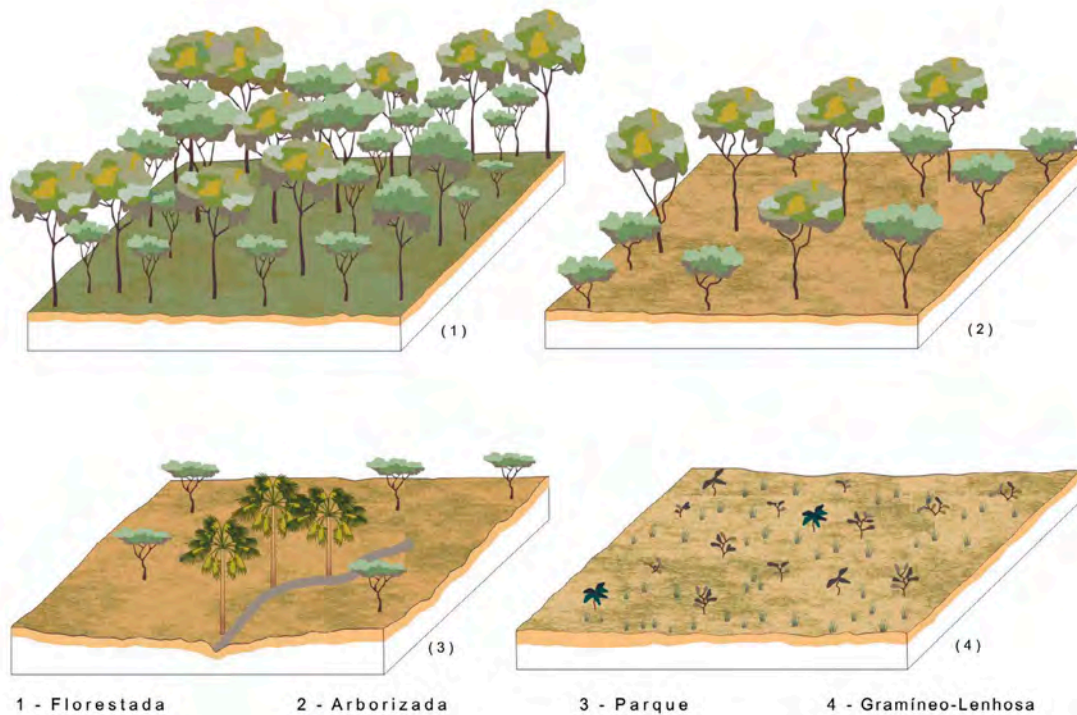 (1)
(2)
(3)
(4)
1 - Florestada 2 - Arborizada 3 - Parque 4 - Gramíneo-Lenhosa